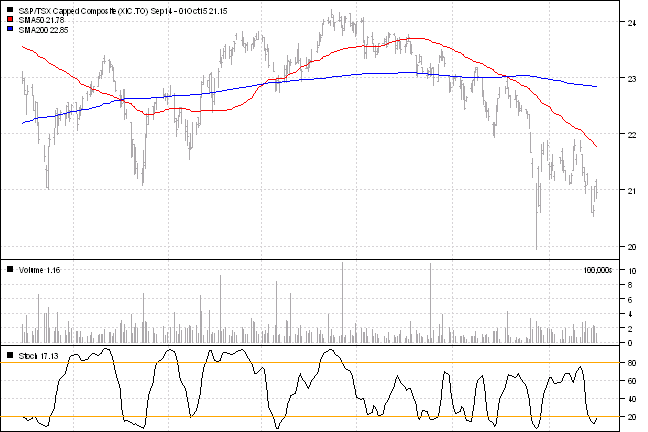 S&P/TSX Capped Composite (XIC.TO) Sep14 - 01Oct15 21.15
SMA50 21.78
SMA200 22.85
24
23
22
21
20
Volume 1.16
100,000s
10
8
6
4
2
0
Stoch 17.13
80
60
40
20